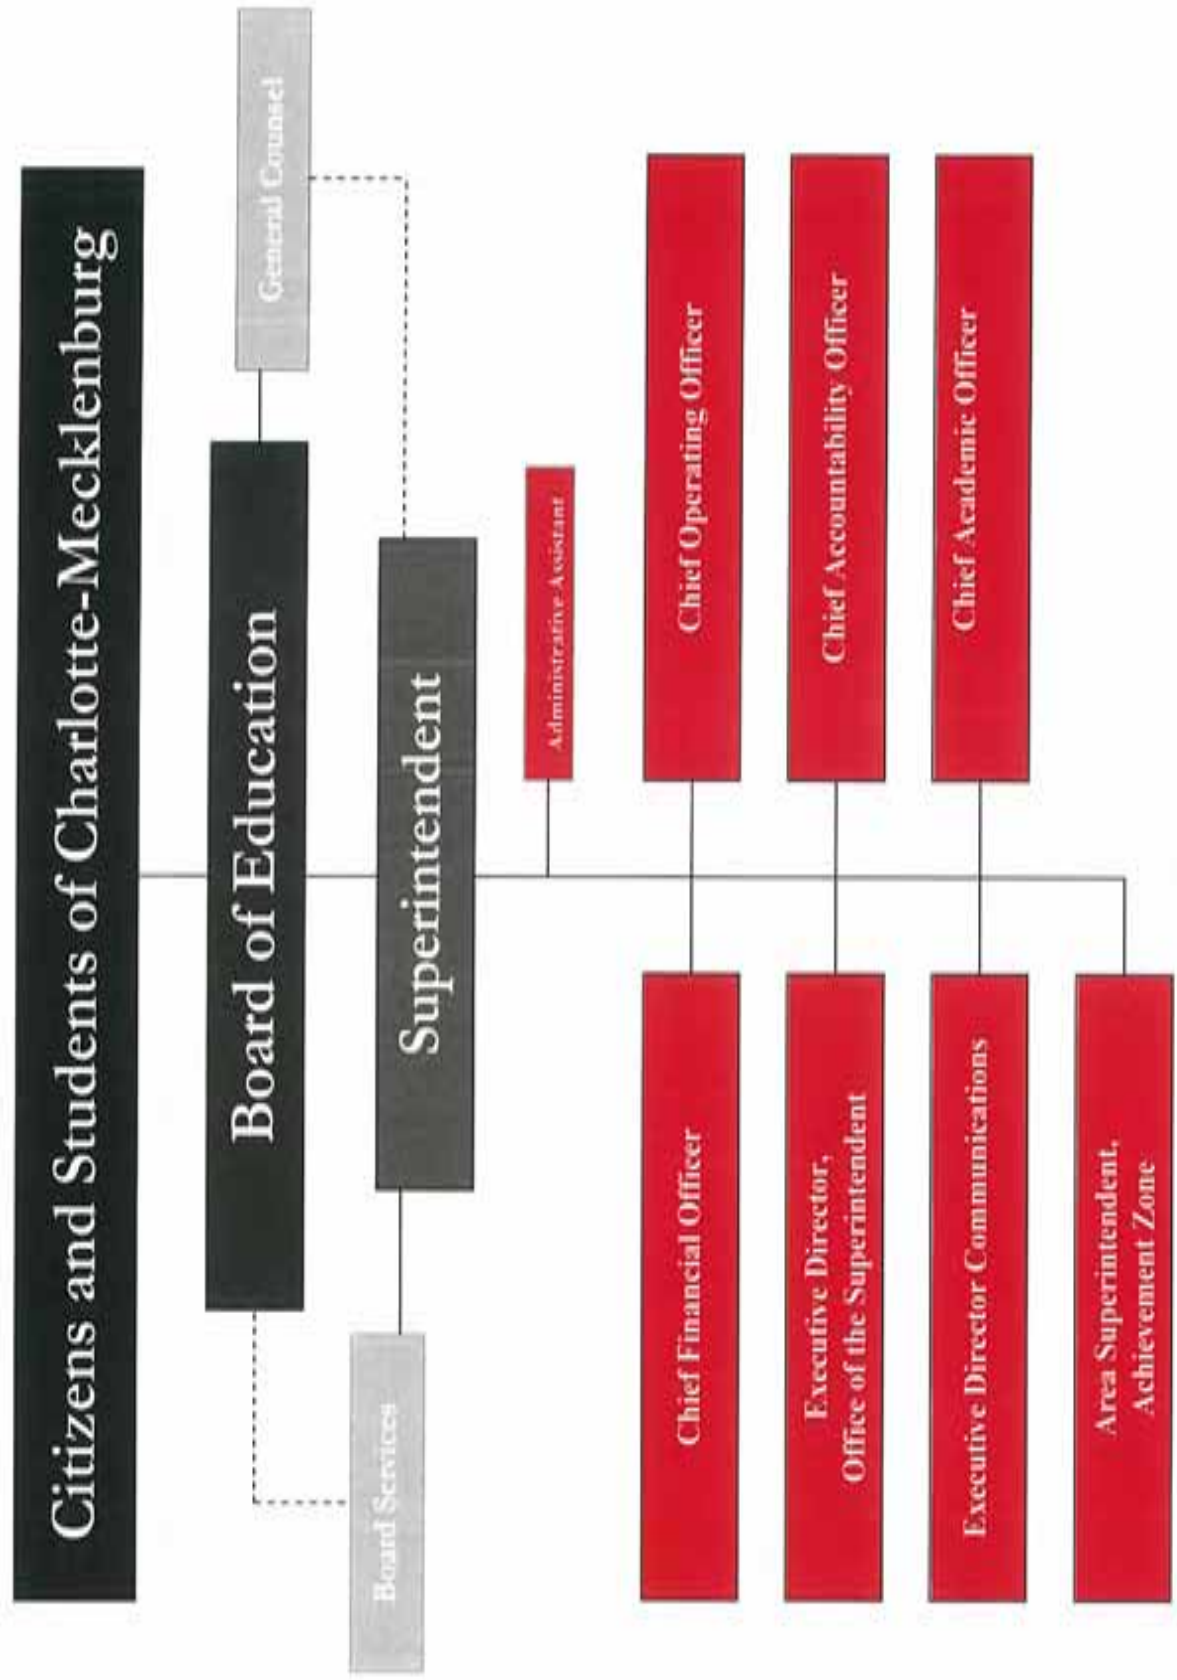 Citizens and Students of Charlotte-Mecklenburg
Board of Education
General Counsel
Superintendent
Board Services
Administrative Assistant
Chief Financial Officer
Chief Operating Officer
Executive Director,
Office of the Superintendent
Chief Accountability Officer
Executive Director Communications
Chief Academic Officer
Area Superintendent,
Achievement Zone